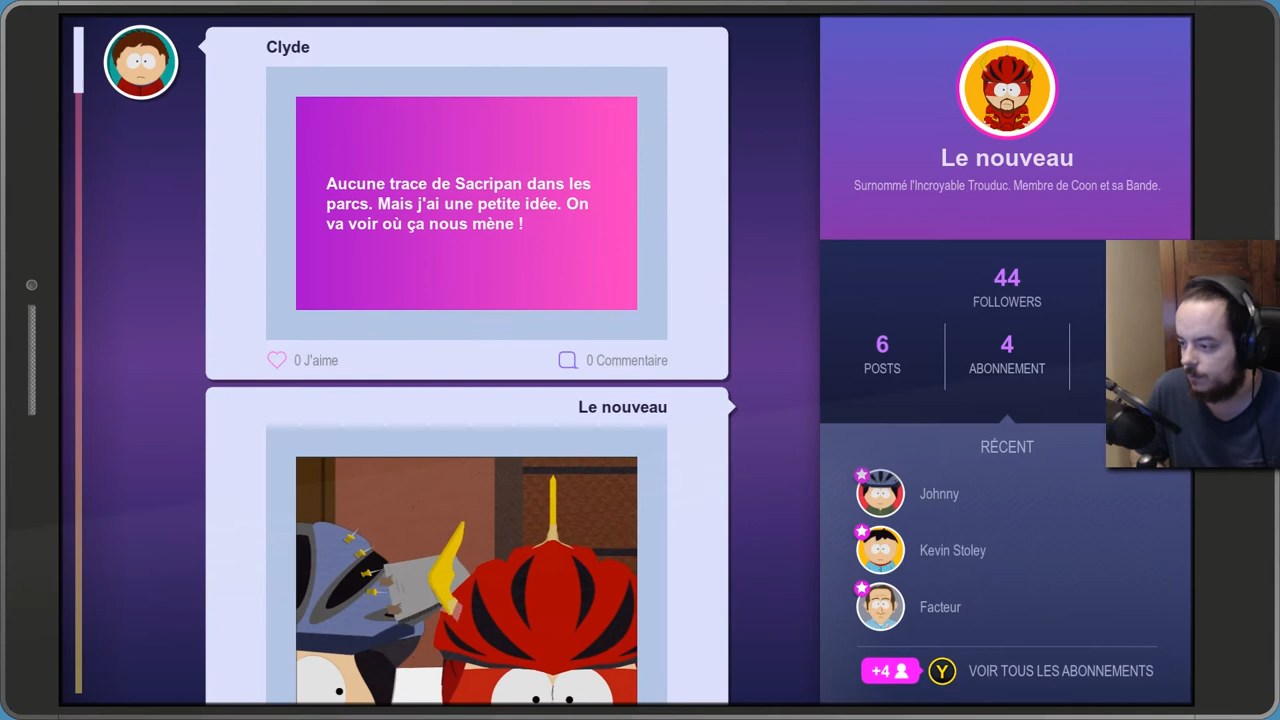 Clyde
Aucune trace de Sacripan dans les
parcs. Mais j'ai une petite idée. On
va voir où ça nous mène !
0 J'aime
0 Commentaire
Le nouveau
Le nouveau
Surnommé l'Incroyable Trouduc. Membre de Coon et sa Bande.
44
FOLLOWERS
6
POSTS
4
ABONNEMENT
RÉCENT
Johnny
Kevin Stoley
Facteur
+4
Y
VOIR TOUS LES ABONNEMENTS